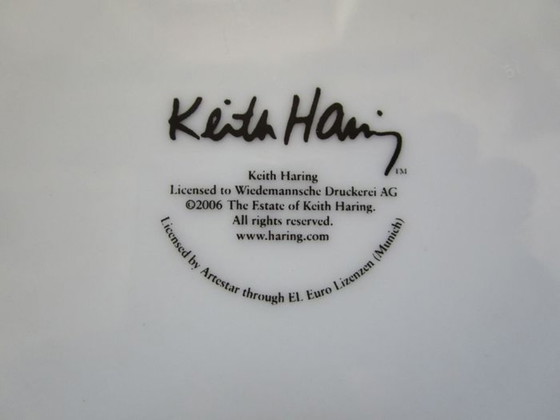 Keith Haring
TM
Keith Haring
Licensed to Wiedemannsche Druckerei AG
©2006 The Estate of Keith Haring.
All rights reserved.
www.haring.com
Licensed by Artestar through El. Euro Lizenzen (Munich)